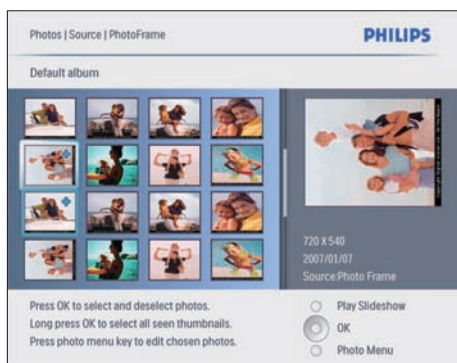 Photos | Source | PhotoFrame
PHILIPS
Default album
720 X 540
2007/01/07
Source:Photo Frame
Press OK to select and deselect photos.
Long press OK to select all seen thumbnails.
Press photo menu key to edit chosen photos.
Play Slideshow
OK
Photo Menu